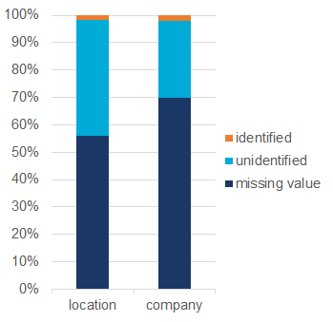 100%
90%
80%
70%
60%
50%
40%
30%
20%
10%
0%
location company
identified
unidentified
missing value